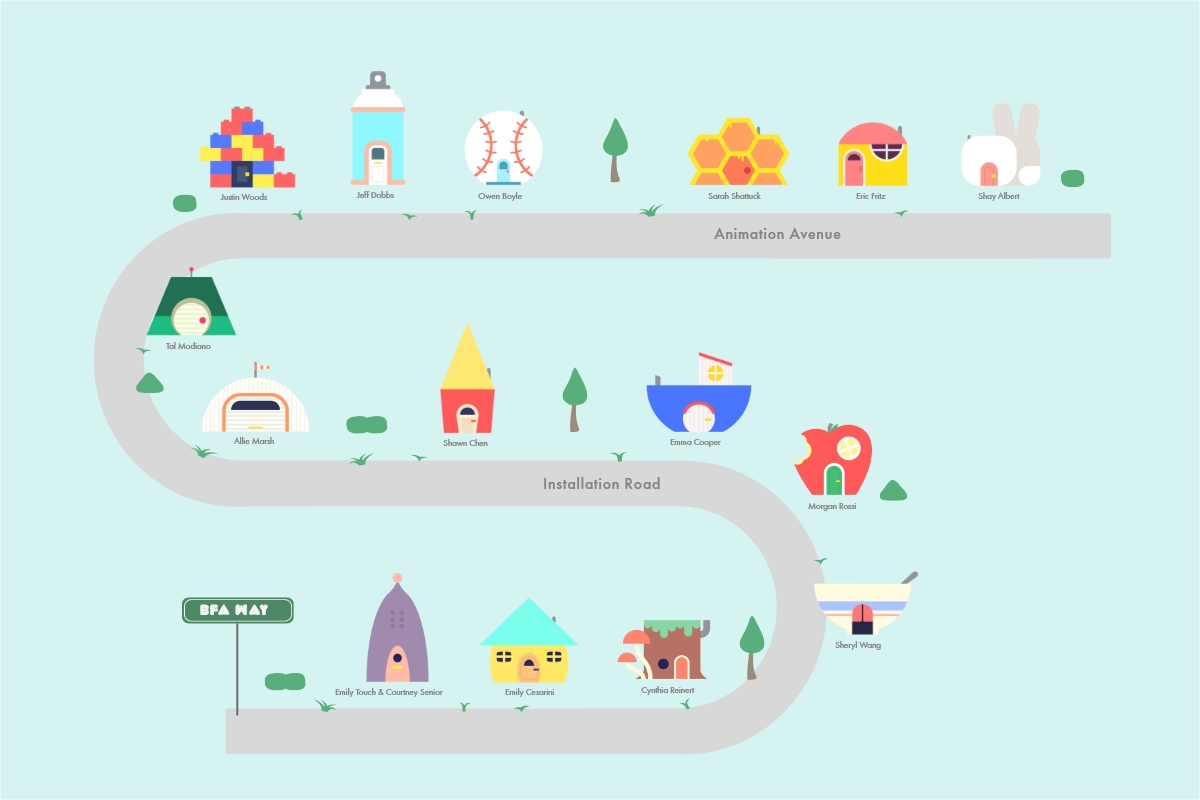 Justin Woods
Jeff Dobbs
Owen Boyle
Sarah Shattuck
Eric Fritz
Shay Albert
Animation Avenue
Tal Modiano
Allie Marsh
Shawn Chen
Emma Cooper
Installation Road
Morgan Rossi
Sheryl Wang
BFA WAY
Emily Touch & Courtney Senior
Emily Cesarini
Cynthia Reinert